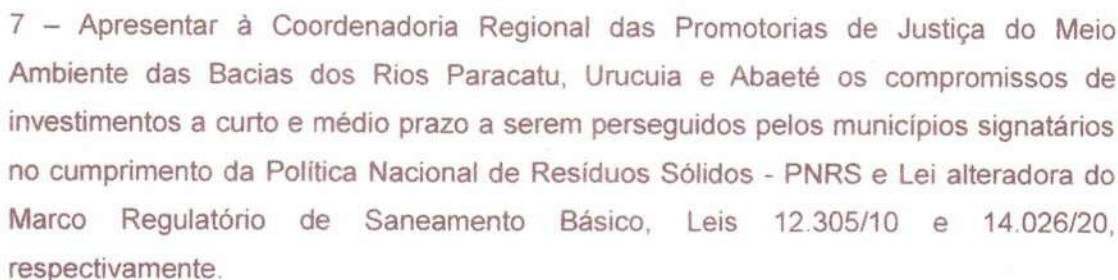 7 – Apresentar à Coordenadoria Regional das Promotorias de Justiça do Meio
Ambiente das Bacias dos Rios Paracatu, Urucuia e Abaeté os compromissos de
investimentos a curto e médio prazo a serem perseguidos pelos municípios signatários
no cumprimento da Política Nacional de Resíduos Sólidos - PNRS e Lei alteradora do
Marco Regulatório de Saneamento Básico, Leis 12.305/10 e 14.026/20,
respectivamente.